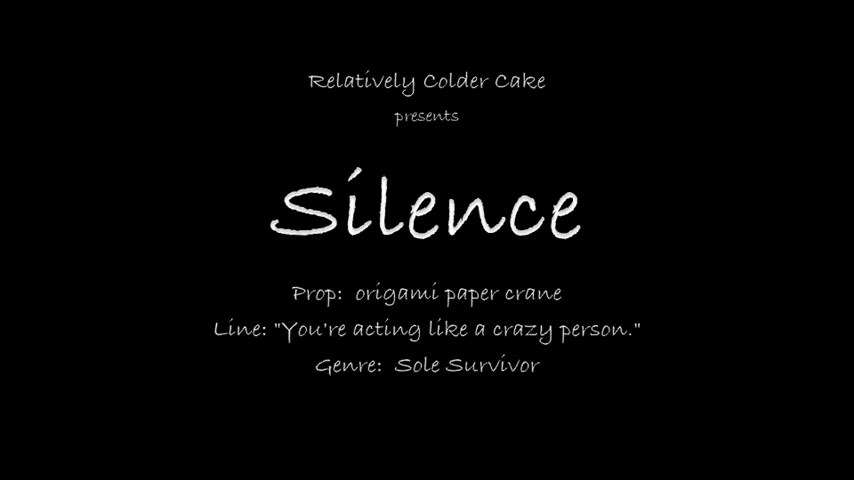 Relatively Colder Cake
presents
Silence
Prop: origami paper crane
Line: "You're acting like a crazy person."
Genre: Sole Survivor